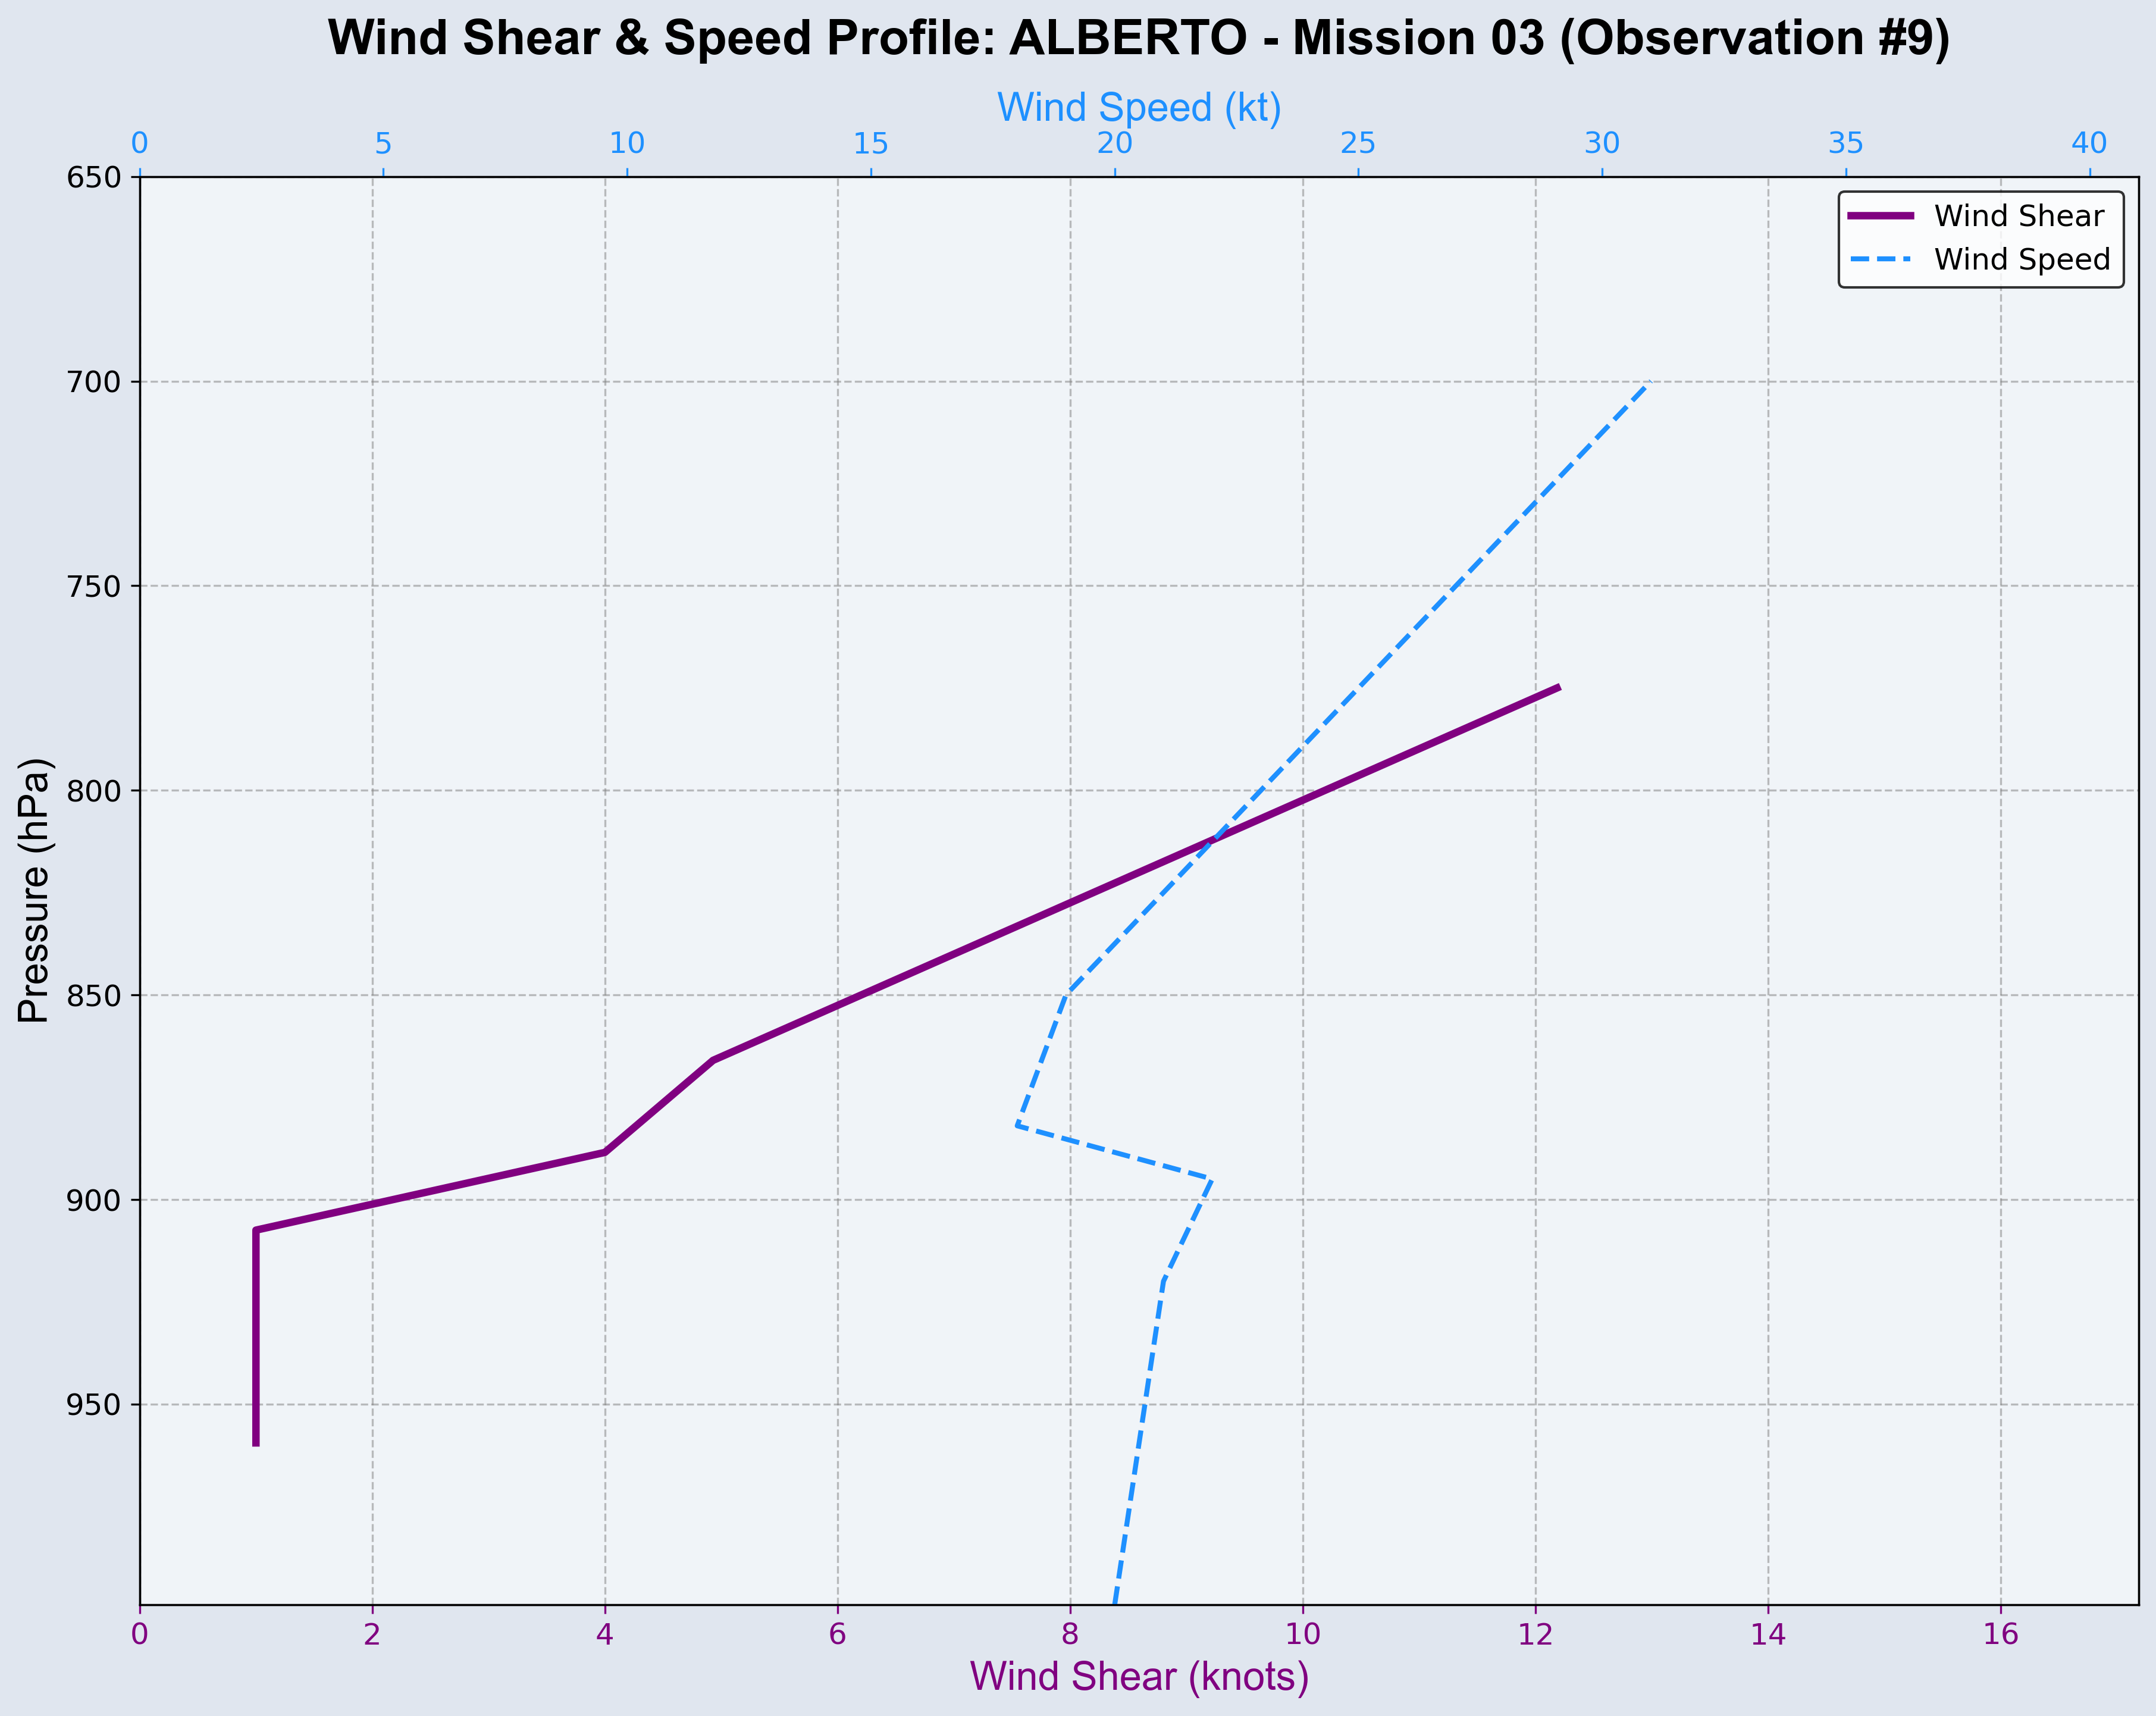 Wind Shear & Speed Profile: ALBERTO - Mission 03 (Observation #9)
Wind Speed (kt)
0 5 10 15 20 25 30 35 40
Wind Shear
Wind Speed
Pressure (hPa)
650
700
750
800
850
900
950
0 2 4 6 8 10 12 14 16
Wind Shear (knots)